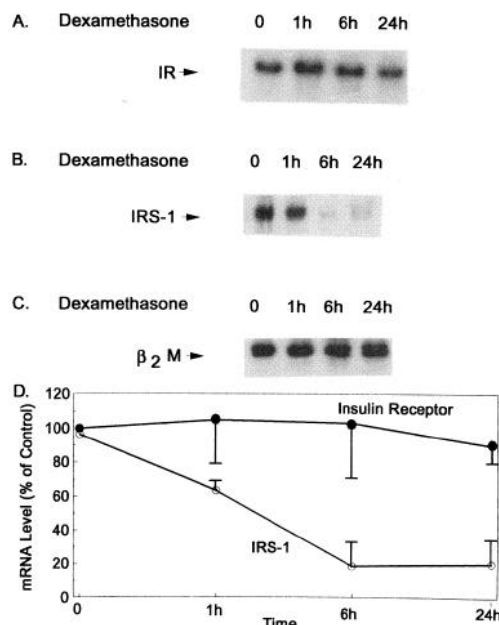 A. Dexamethasone 0 1h 6h 24h
IR
B. Dexamethasone 0 1h 6h 24h
IRS-1
C. Dexamethasone 0 1h 6h 24h
β2 M
D.
120
100
80
60
40
20
0
mRNA Level (% of Control)
Insulin Receptor
IRS-1
0 1h 6h 24h
Time